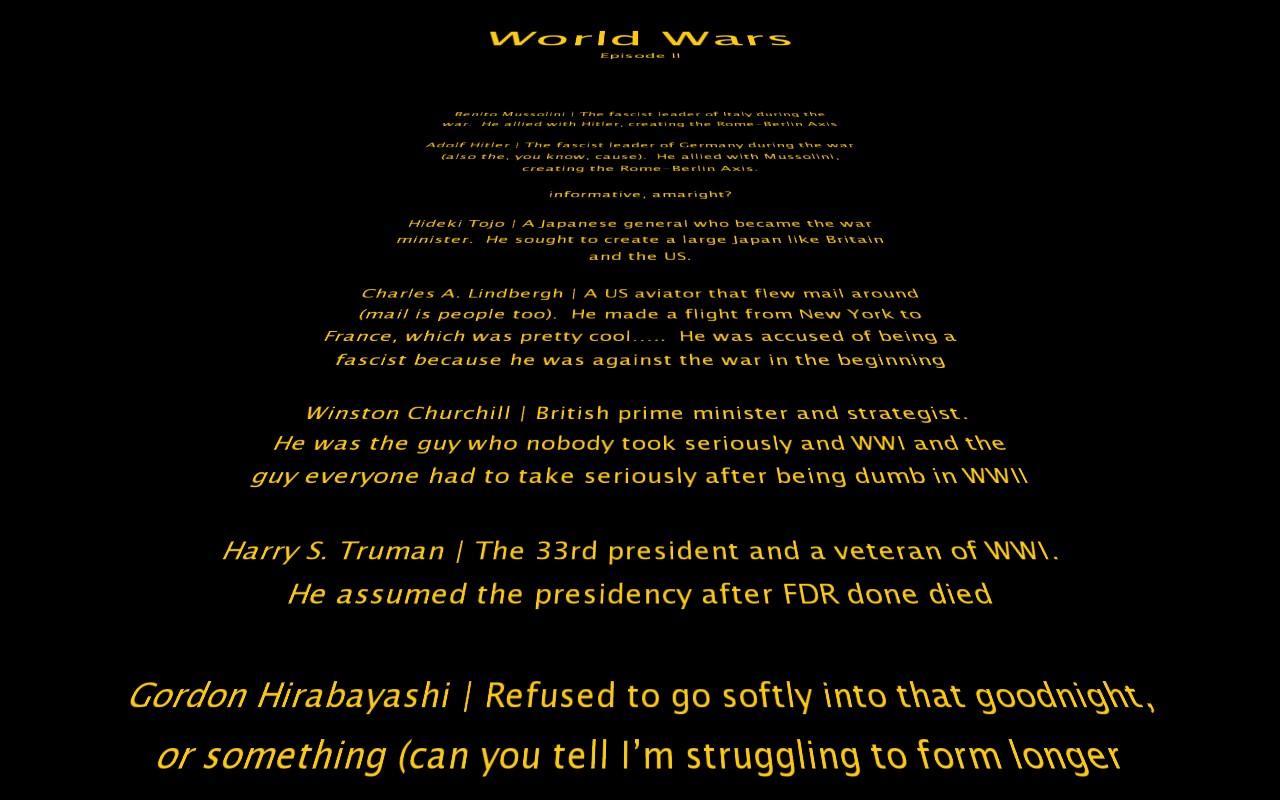 World Wars
Episode II
Benito Mussolini | The fascist leader of Italy during the
war.  He allied with Hitler, creating the Rome-Berlin Axis
Adolf Hitler | The fascist leader of Germany during the war
(also the, you know, cause).  He allied with Mussolini,
creating the Rome-Berlin Axis.
informative, amaright?
Hideki Tojo | A Japanese general who became the war
minister.  He sought to create a large Japan like Britain
and the US.
Charles A. Lindbergh | A US aviator that flew mail around
(mail is people too).  He made a flight from New York to
France, which was pretty cool.....  He was accused of being a
fascist because he was against the war in the beginning
Winston Churchill | British prime minister and strategist.
He was the guy who nobody took seriously and WWI and the
guy everyone had to take seriously after being dumb in WWII
Harry S. Truman | The 33rd president and a veteran of WWI.
He assumed the presidency after FDR done died
Gordon Hirabayashi | Refused to go softly into that goodnight,
or something (can you tell I’m struggling to form longer